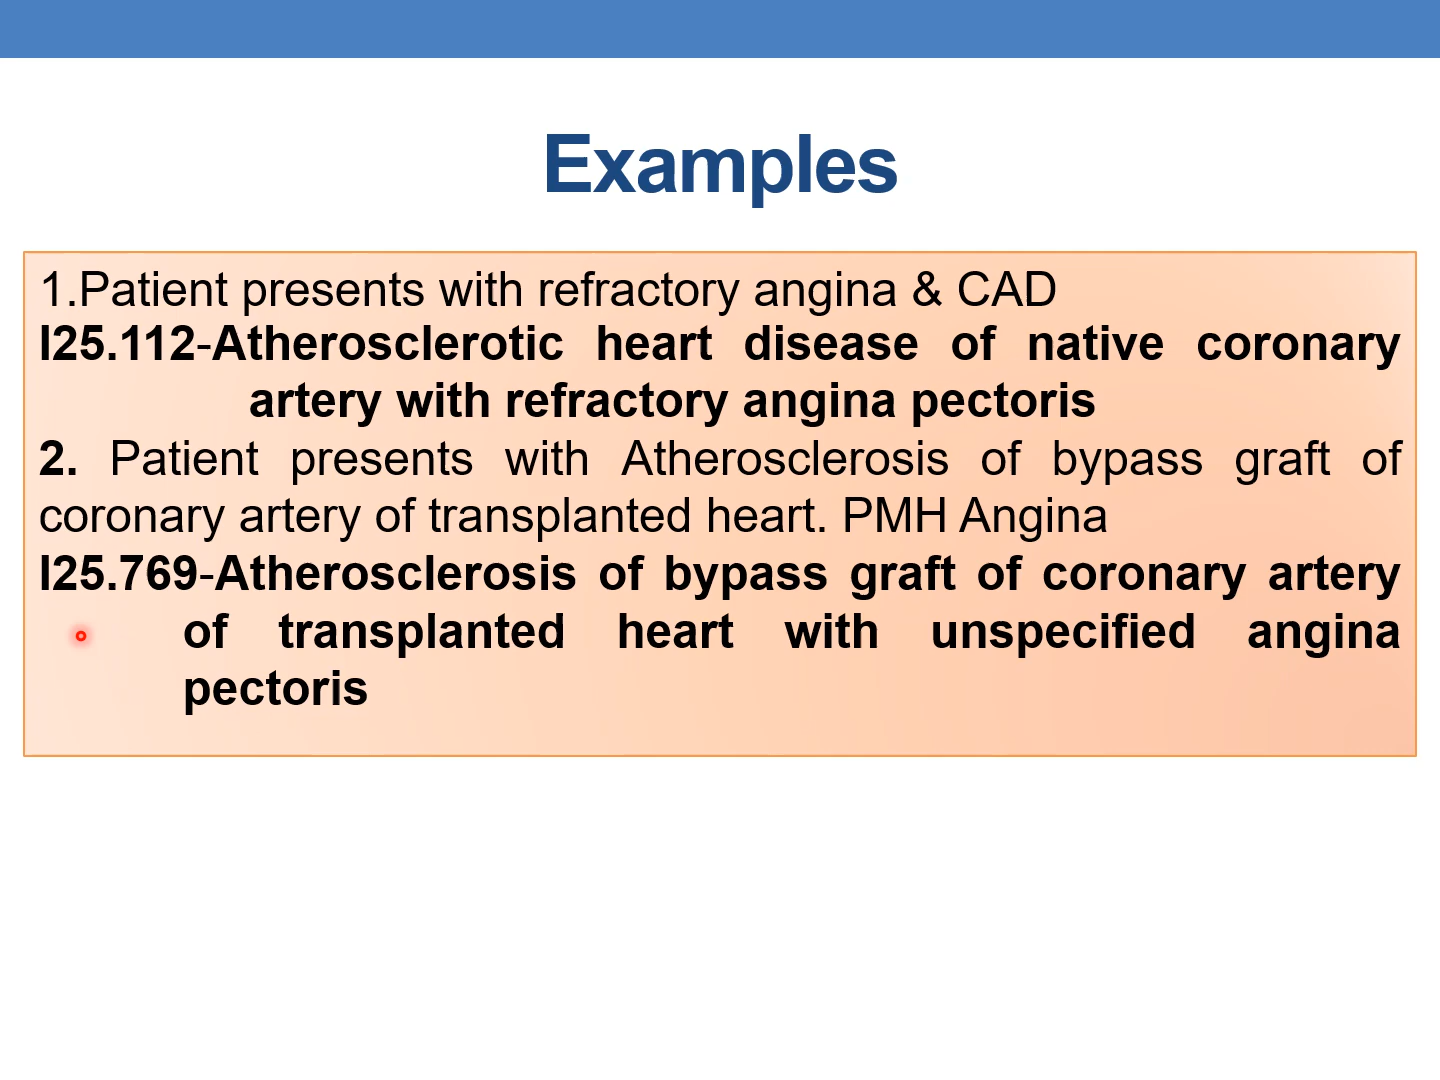 Examples
1.Patient presents with refractory angina & CAD
I25.112-Atherosclerotic heart disease of native coronary
artery with refractory angina pectoris
2. Patient presents with Atherosclerosis of bypass graft of
coronary artery of transplanted heart. PMH Angina
I25.769-Atherosclerosis of bypass graft of coronary artery
of transplanted heart with unspecified angina
pectoris